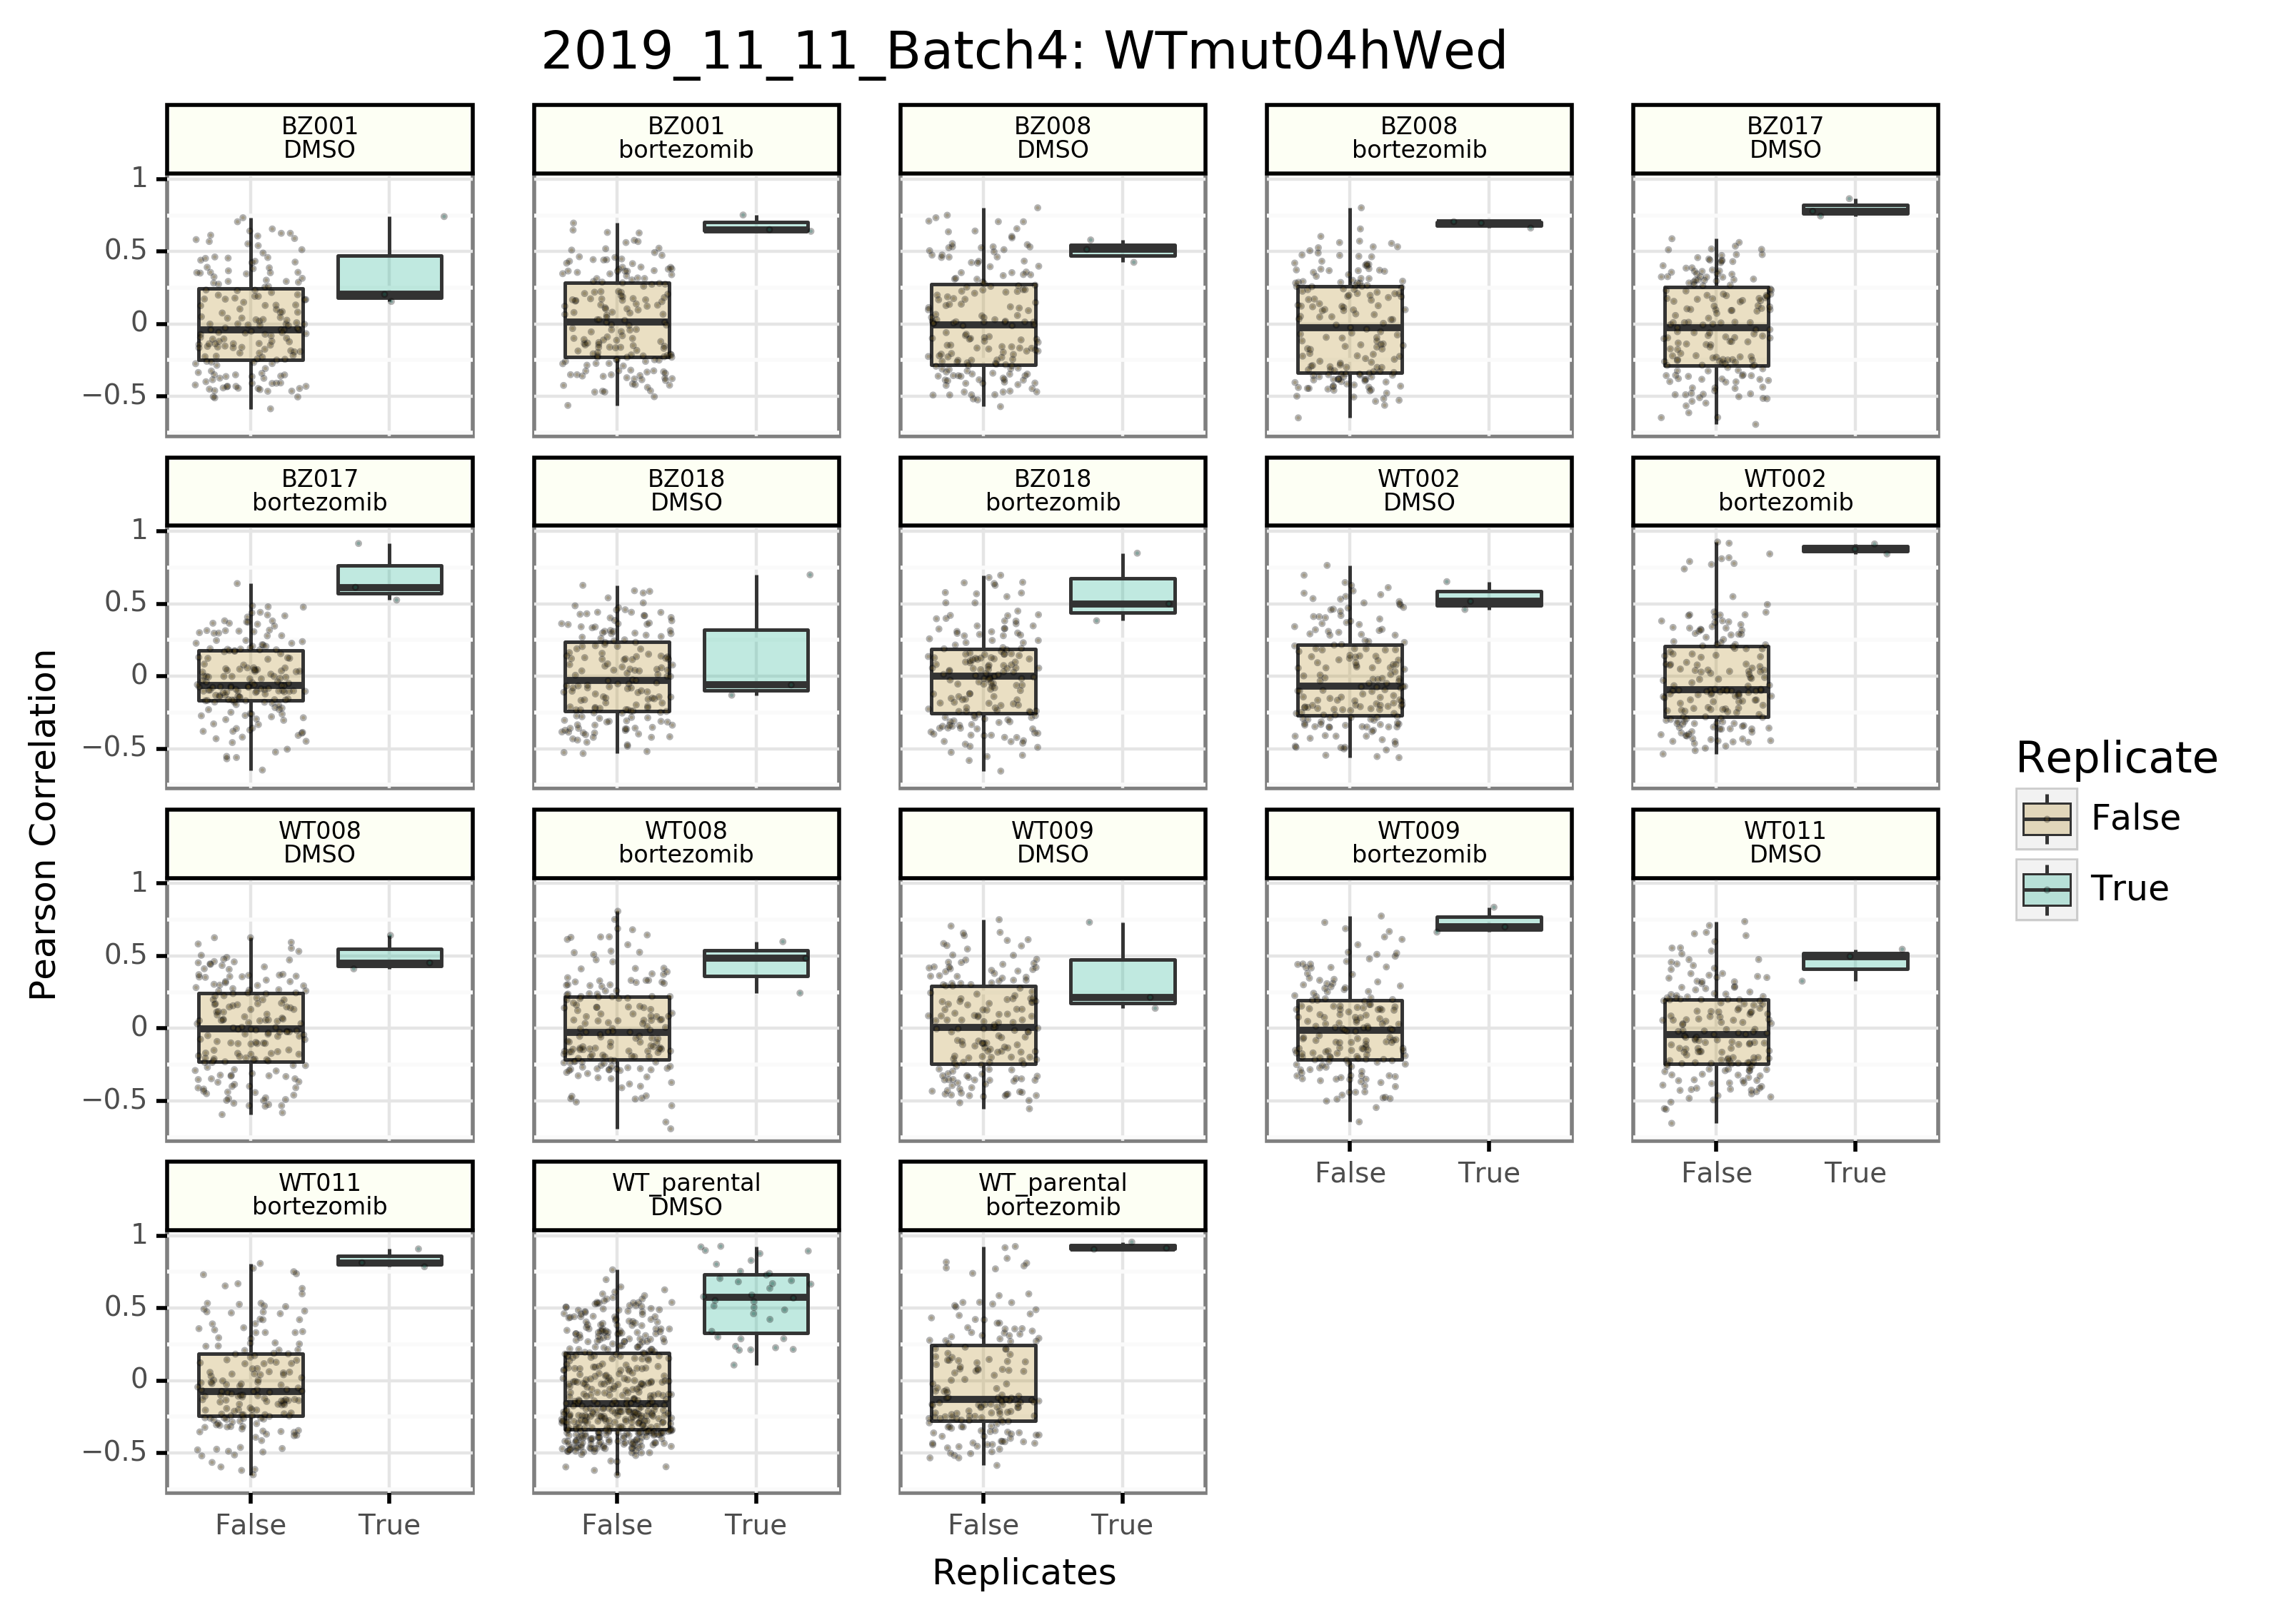 2019_11_11_Batch4: WTmut04hWed
BZ001
DMSO
BZ001
bortezomib
BZ008
DMSO
BZ008
bortezomib
BZ017
DMSO
1
0.5
0
−0.5
BZ017
bortezomib
BZ018
DMSO
BZ018
bortezomib
WT002
DMSO
WT002
bortezomib
1
0.5
0
−0.5
Pearson Correlation
Replicate
False
True
WT008
DMSO
WT008
bortezomib
WT009
DMSO
WT009
bortezomib
WT011
DMSO
1
0.5
0
−0.5
False
True
False
True
WT011
bortezomib
WT_parental
DMSO
WT_parental
bortezomib
1
0.5
0
−0.5
False
True
False
True
False
True
Replicates